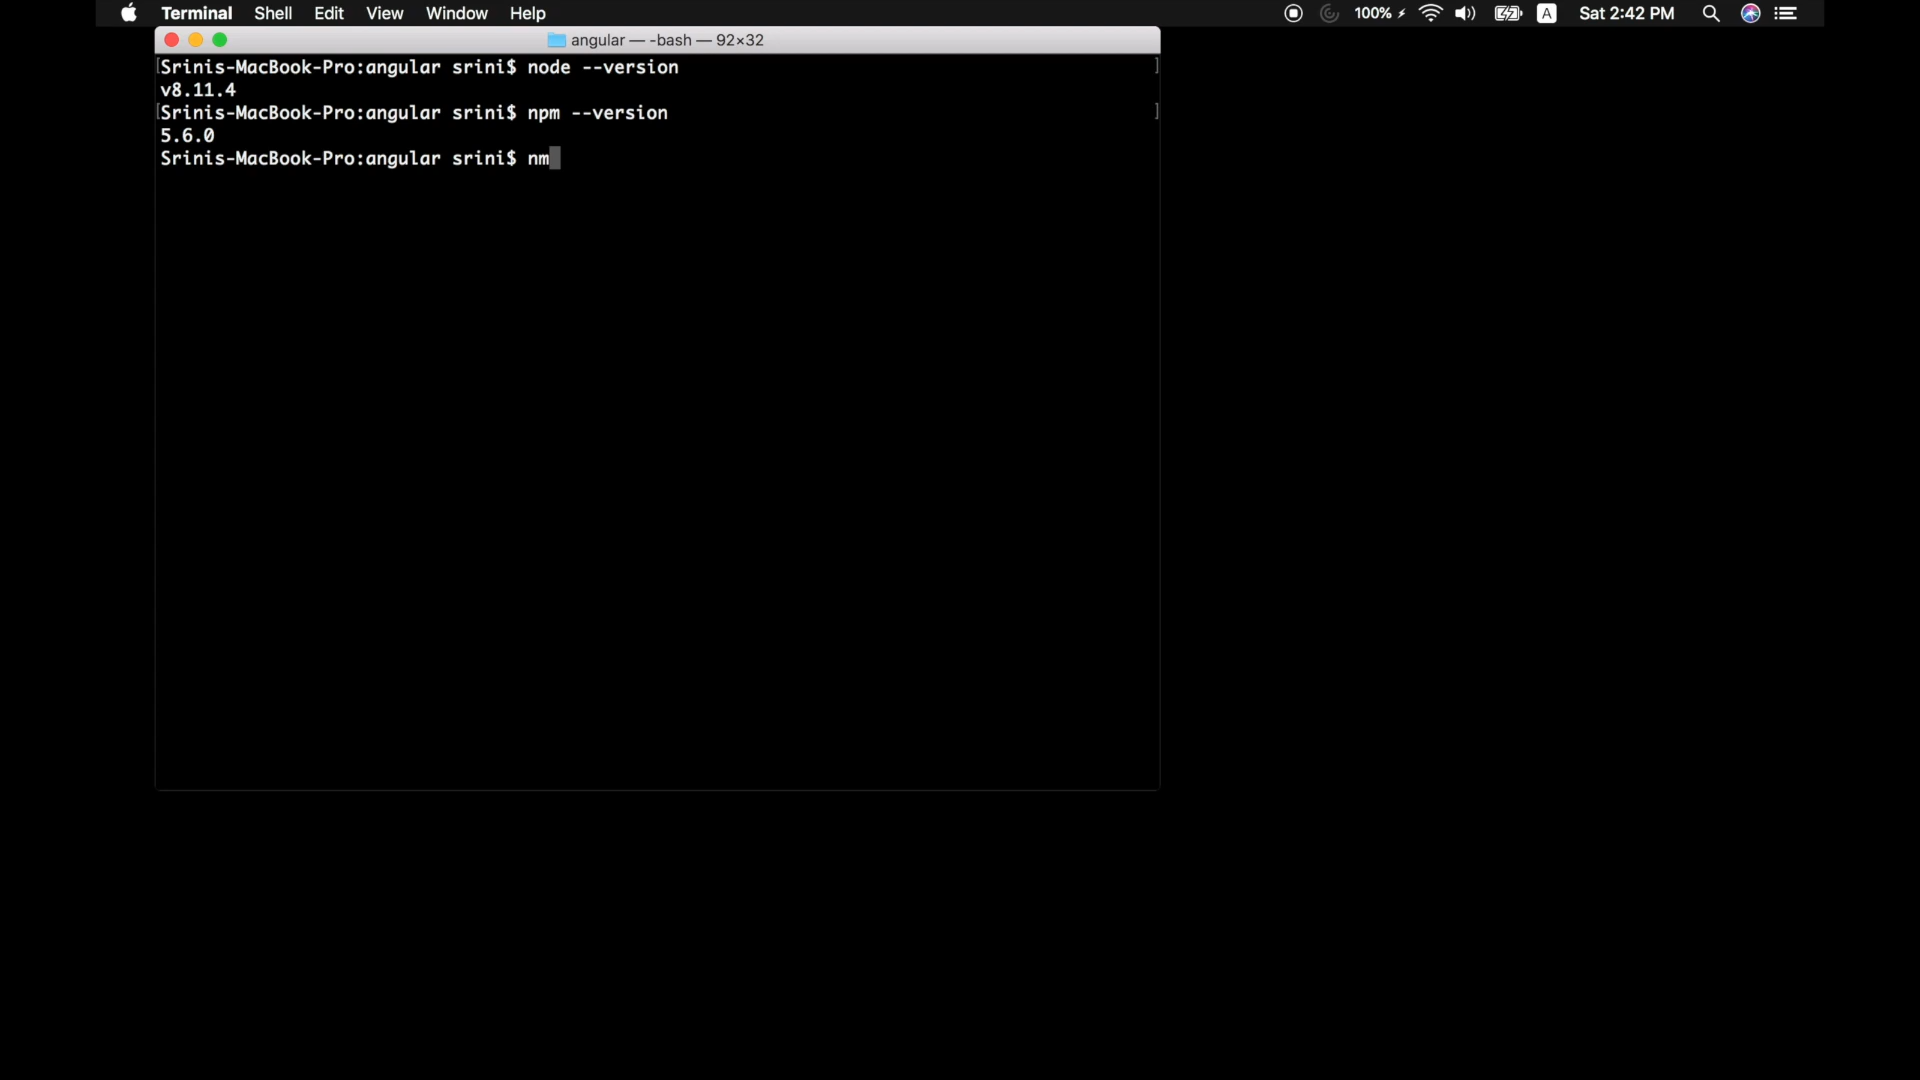 Terminal Shell Edit View Window Help 100% A Sat 2:42 PM
angular — -bash — 92×32
[Srinis-MacBook-Pro:angular srini$ node --version ]
v8.11.4
[Srinis-MacBook-Pro:angular srini$ npm --version ]
5.6.0
Srinis-MacBook-Pro:angular srini$ nm